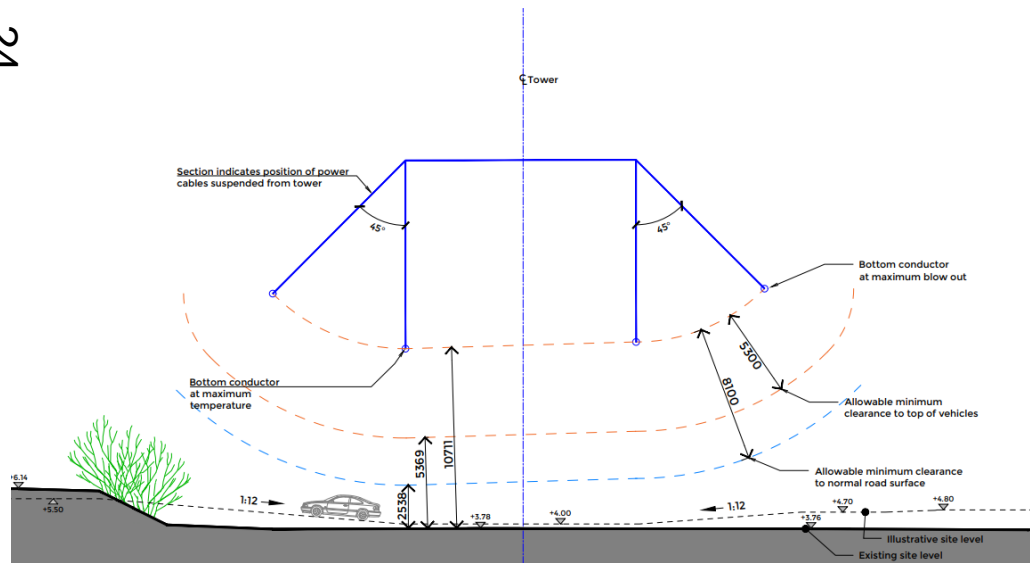 24
℄ Tower
Section indicates position of power
cables suspended from tower
45°
45°
Bottom conductor
at maximum blow out
5300
8100
Bottom conductor
at maximum
temperature
10711
5369
2538
Allowable minimum
clearance to top of vehicles
Allowable minimum clearance
to normal road surface
+6.14
+5.50
1:12
+3.78
+4.00
1:12
+3.76
+4.70
+4.80
Illustrative site level
Existing site level